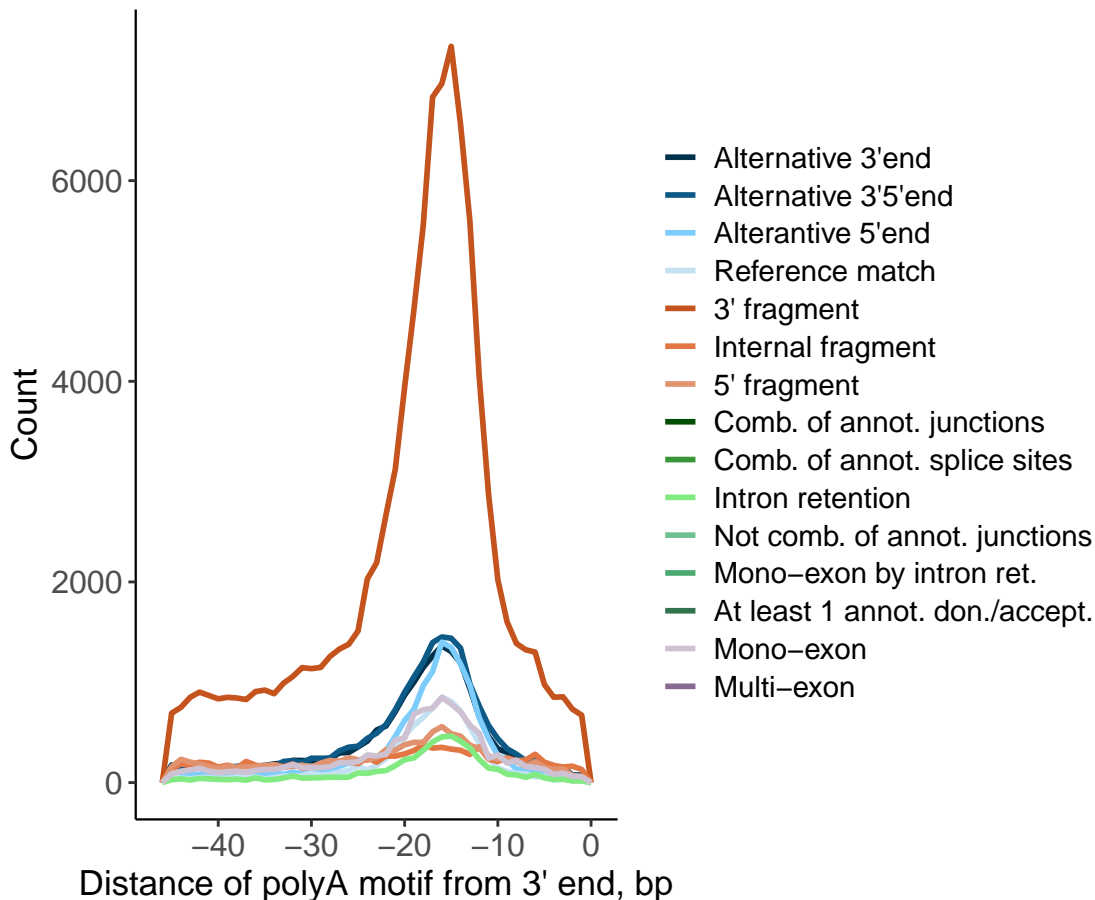 Count
6000
4000
2000
0
−40
−30
−20
−10
0
Distance of polyA motif from 3' end, bp
Alternative 3'end
Alternative 3'5'end
Alterantive 5'end
Reference match
3' fragment
Internal fragment
5' fragment
Comb. of annot. junctions
Comb. of annot. splice sites
Intron retention
Not comb. of annot. junctions
Mono−exon by intron ret.
At least 1 annot. don./accept.
Mono−exon
Multi−exon